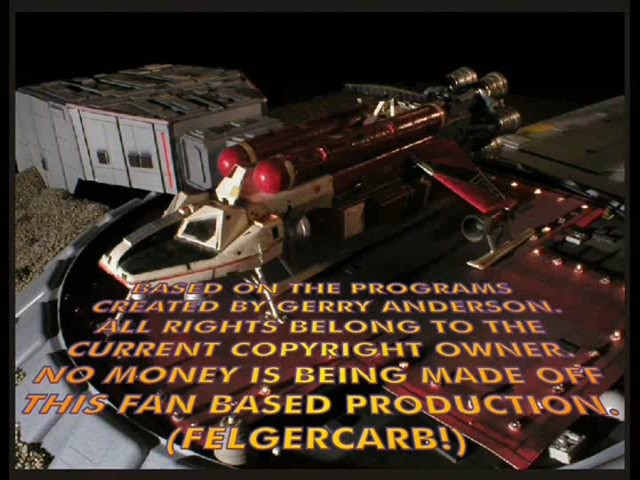 BASED ON THE PROGRAMS
CREATED BY GERRY ANDERSON.
ALL RIGHTS BELONG TO THE
CURRENT COPYRIGHT OWNER.
NO MONEY IS BEING MADE OFF
THIS FAN BASED PRODUCTION.
(FELGERCARB!)